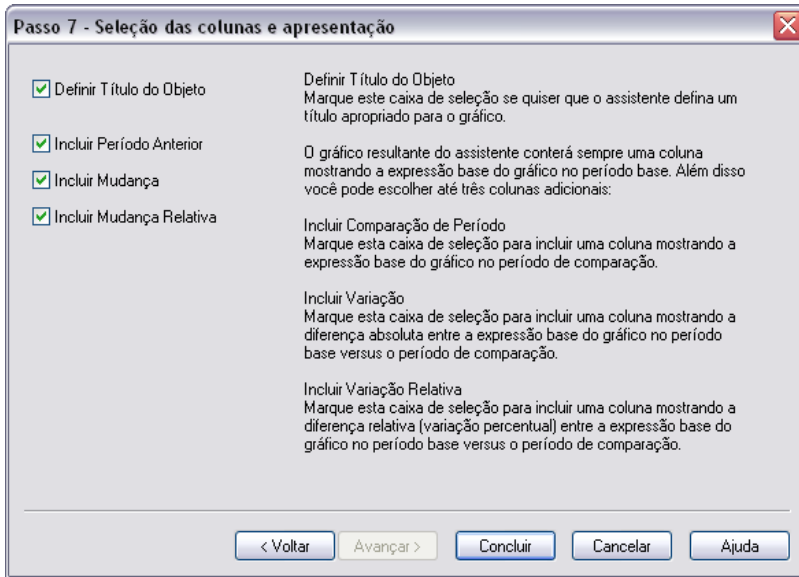 Passo 7 - Seleção das colunas e apresentação
Definir Título do Objeto
Incluir Período Anterior
Incluir Mudança
Incluir Mudança Relativa
Definir Título do Objeto
Marque este caixa de seleção se quiser que o assistente defina um
título apropriado para o gráfico.
O gráfico resultante do assistente conterá sempre uma coluna
mostrando a expressão base do gráfico no período base. Além disso
você pode escolher até três colunas adicionais:
Incluir Comparação de Período
Marque esta caixa de seleção para incluir uma coluna mostrando a
expressão base do gráfico no período de comparação.
Incluir Variação
Marque esta caixa de seleção para incluir uma coluna mostrando a
diferença absoluta entre a expressão base do gráfico no período
base versus o período de comparação.
Incluir Variação Relativa
Marque esta caixa de seleção para incluir uma coluna mostrando a
diferença relativa (variação percentual) entre a expressão base do
gráfico no período base versus o período de comparação.
< Voltar
Avançar >
Concluir
Cancelar
Ajuda